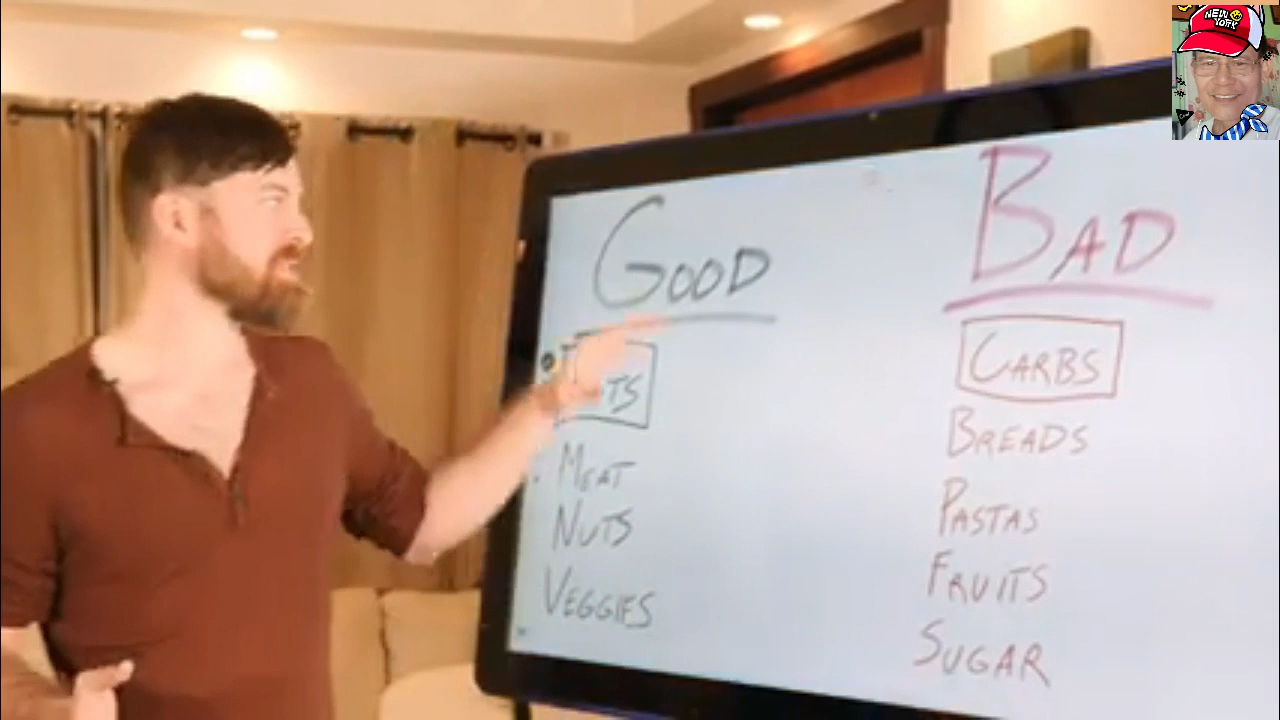 NEW YORK
GOOD
BAD
CARBS
MEAT
BREADS
NUTS
PASTAS
VEGGIES
FRUITS
SUGAR